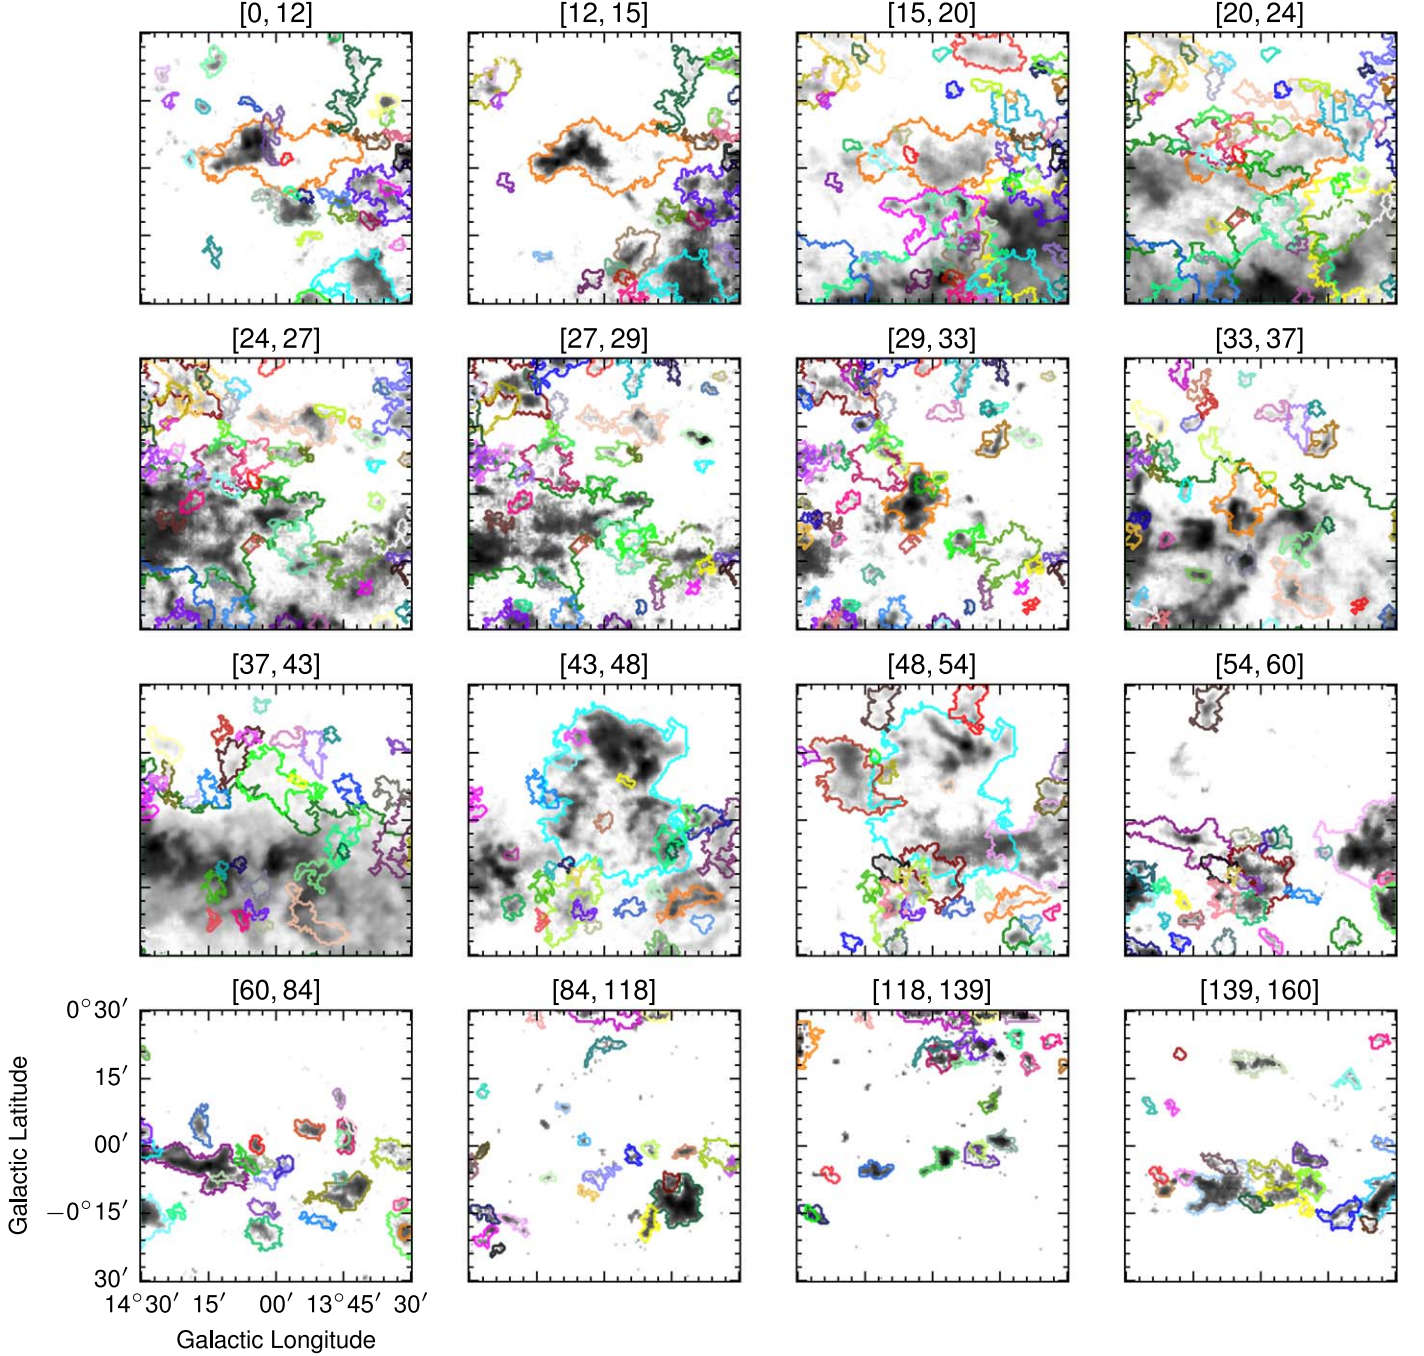 [0, 12] [12, 15] [15, 20] [20, 24]
[24, 27] [27, 29] [29, 33] [33, 37]
[37, 43] [43, 48] [48, 54] [54, 60]
[60, 84] [84, 118] [118, 139] [139, 160]
0°30′
15′
00′
−0°15′
30′
14°30′ 15′ 00′ 13°45′ 30′
Galactic Latitude
Galactic Longitude